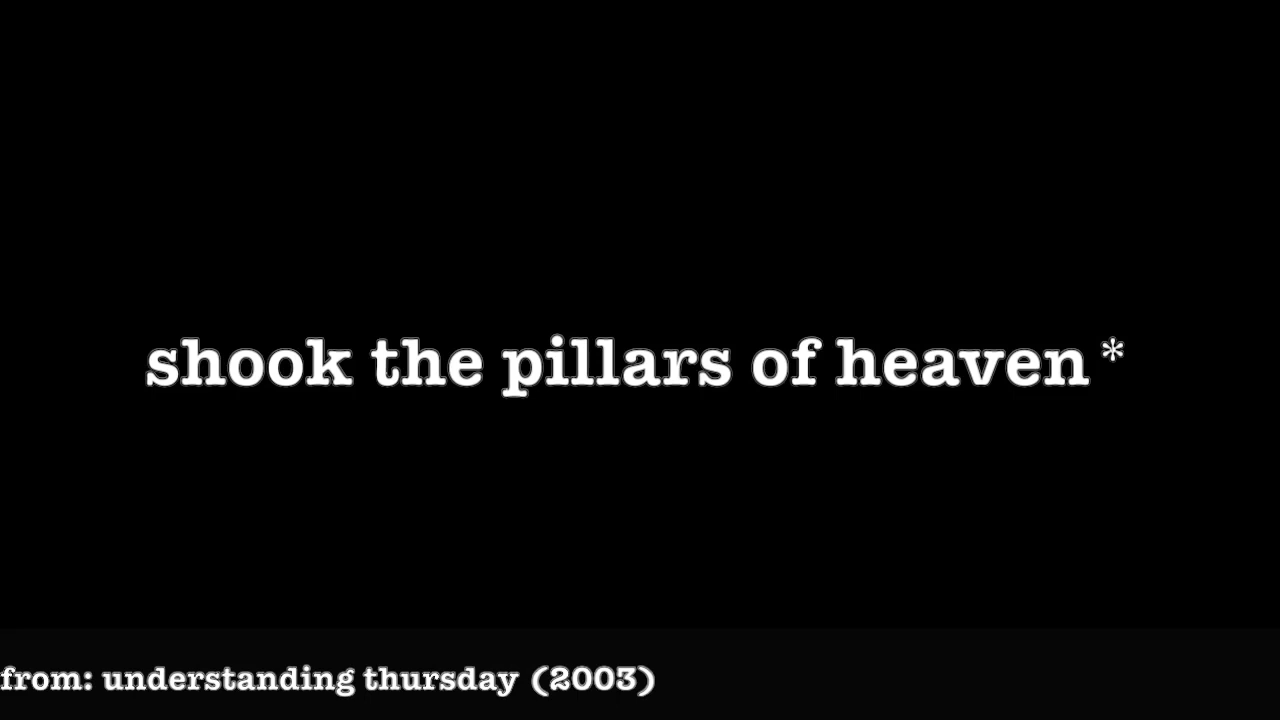 shook the pillars of heaven *
from: understanding thursday (2003)